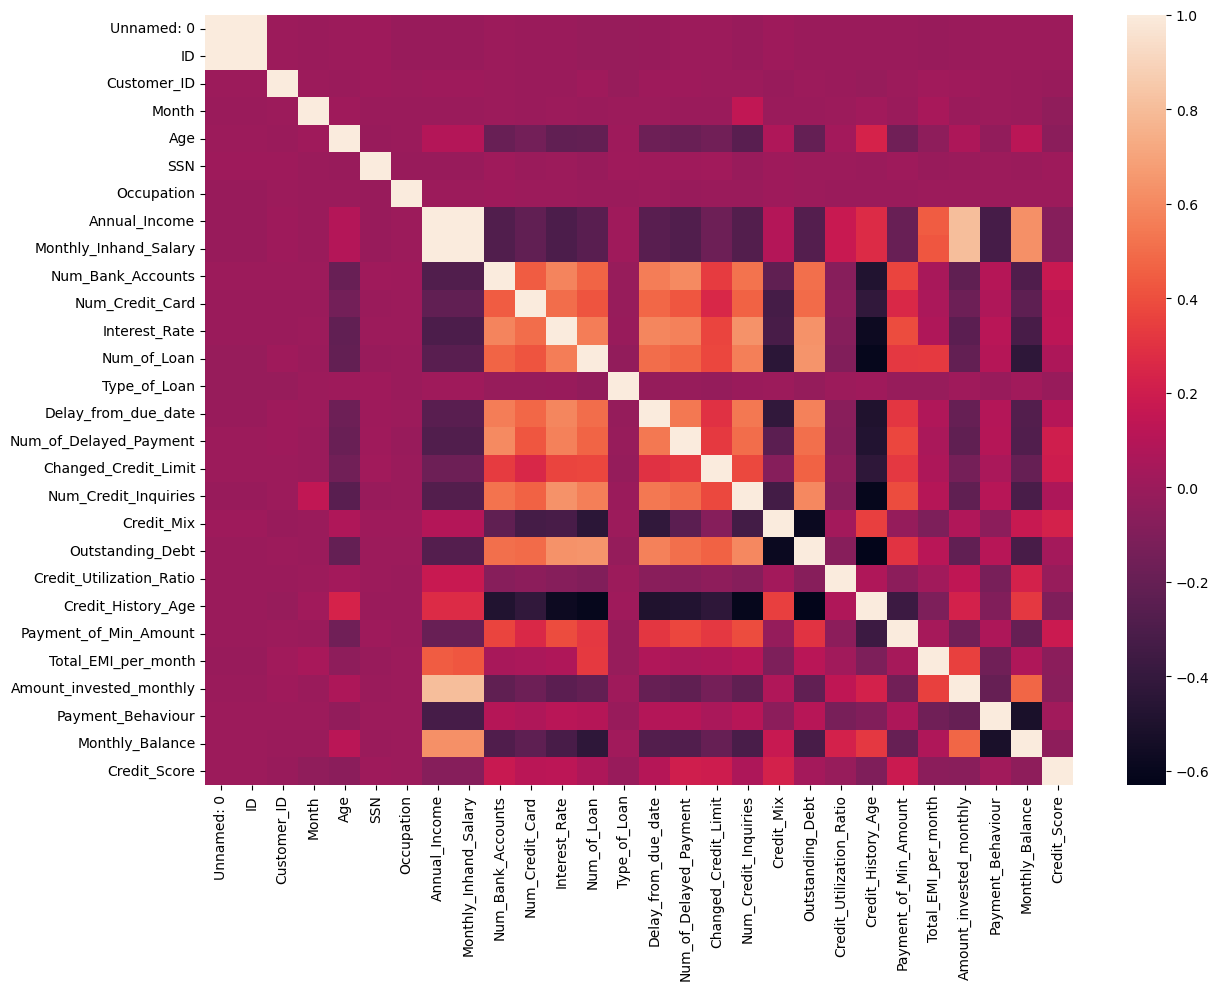 Unnamed: 0
ID
Customer_ID
Month
Age
SSN
Occupation
Annual_Income
Monthly_Inhand_Salary
Num_Bank_Accounts
Num_Credit_Card
Interest_Rate
Num_of_Loan
Type_of_Loan
Delay_from_due_date
Num_of_Delayed_Payment
Changed_Credit_Limit
Num_Credit_Inquiries
Credit_Mix
Outstanding_Debt
Credit_Utilization_Ratio
Credit_History_Age
Payment_of_Min_Amount
Total_EMI_per_month
Amount_invested_monthly
Payment_Behaviour
Monthly_Balance
Credit_Score
Unnamed: 0
ID
Customer_ID
Month
Age
SSN
Occupation
Annual_Income
Monthly_Inhand_Salary
Num_Bank_Accounts
Num_Credit_Card
Interest_Rate
Num_of_Loan
Type_of_Loan
Delay_from_due_date
Num_of_Delayed_Payment
Changed_Credit_Limit
Num_Credit_Inquiries
Credit_Mix
Outstanding_Debt
Credit_Utilization_Ratio
Credit_History_Age
Payment_of_Min_Amount
Total_EMI_per_month
Amount_invested_monthly
Payment_Behaviour
Monthly_Balance
Credit_Score
1.0
0.8
0.6
0.4
0.2
0.0
−0.2
−0.4
−0.6